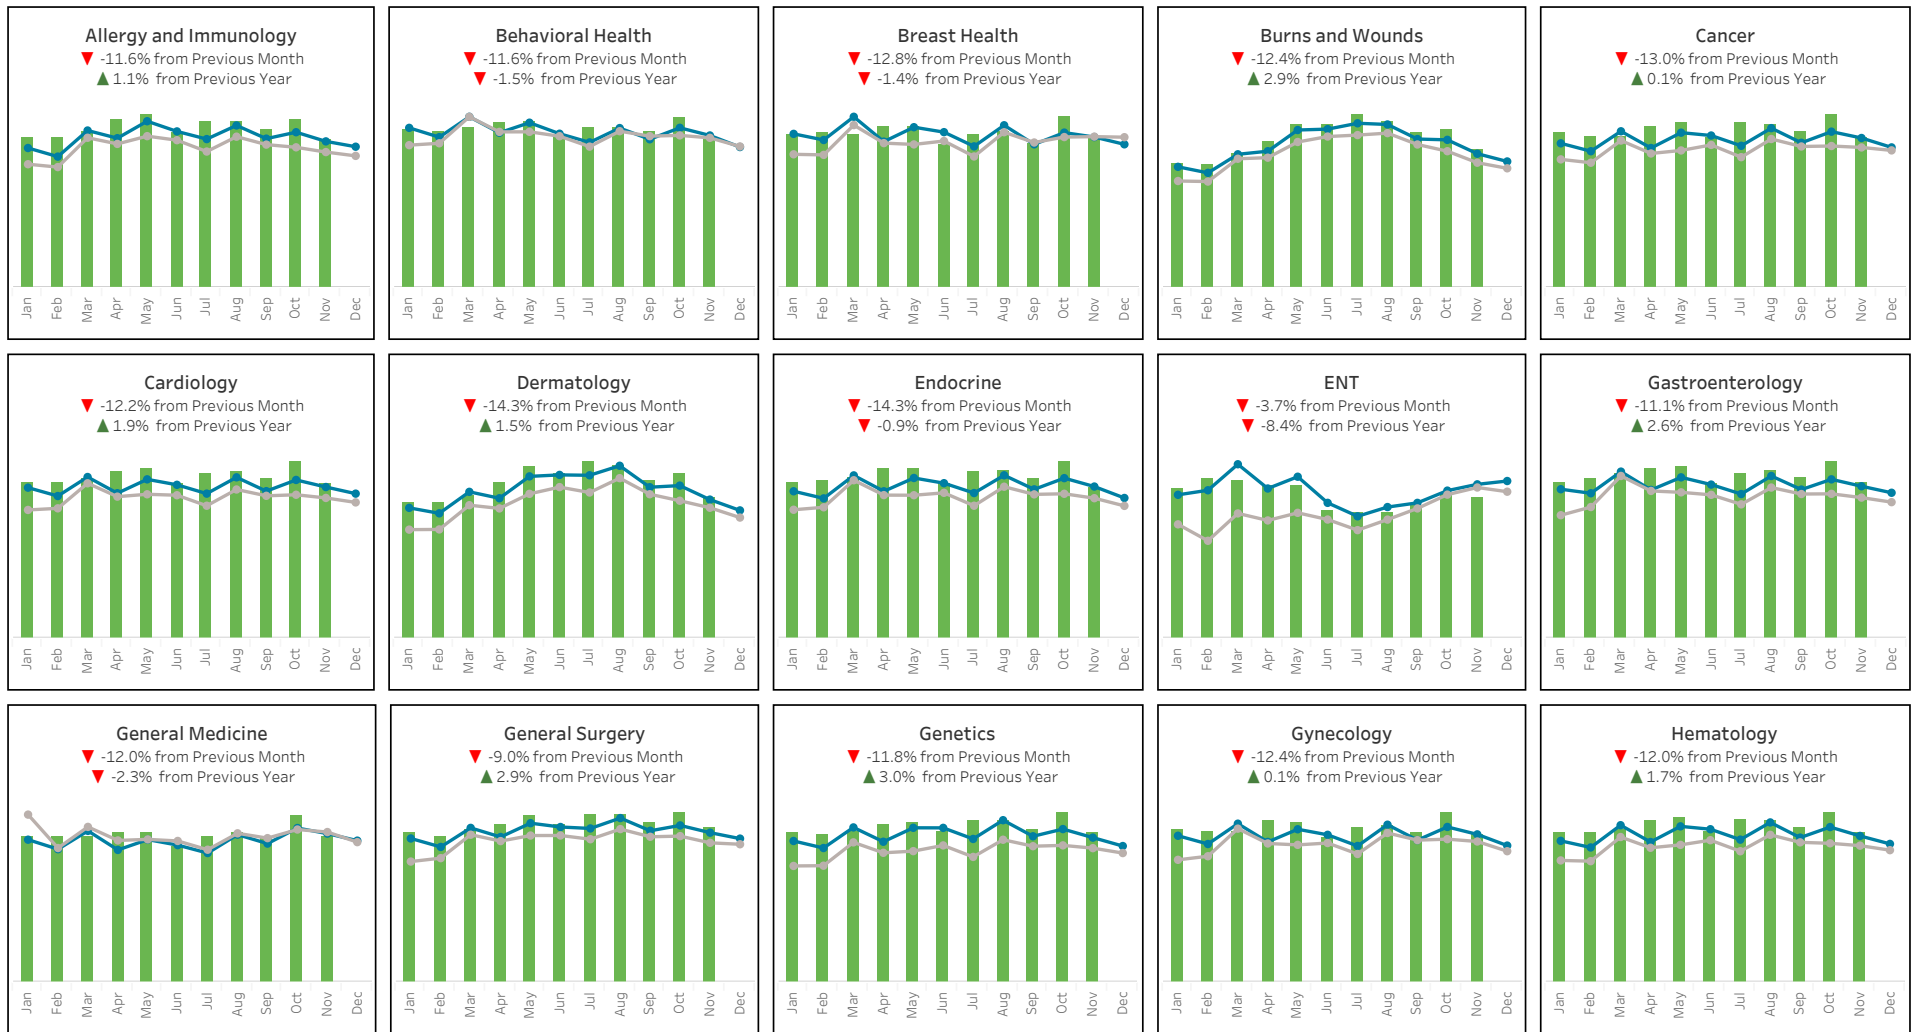 Allergy and Immunology
▼ -11.6% from Previous Month
▲ 1.1% from Previous Year
Jan Feb Mar Apr May Jun Jul Aug Sep Oct Nov Dec
Behavioral Health
▼ -11.6% from Previous Month
▼ -1.5% from Previous Year
Jan Feb Mar Apr May Jun Jul Aug Sep Oct Nov Dec
Breast Health
▼ -12.8% from Previous Month
▼ -1.4% from Previous Year
Jan Feb Mar Apr May Jun Jul Aug Sep Oct Nov Dec
Burns and Wounds
▼ -12.4% from Previous Month
▲ 2.9% from Previous Year
Jan Feb Mar Apr May Jun Jul Aug Sep Oct Nov Dec
Cancer
▼ -13.0% from Previous Month
▲ 0.1% from Previous Year
Jan Feb Mar Apr May Jun Jul Aug Sep Oct Nov Dec
Cardiology
▼ -12.2% from Previous Month
▲ 1.9% from Previous Year
Jan Feb Mar Apr May Jun Jul Aug Sep Oct Nov Dec
Dermatology
▼ -14.3% from Previous Month
▲ 1.5% from Previous Year
Jan Feb Mar Apr May Jun Jul Aug Sep Oct Nov Dec
Endocrine
▼ -14.3% from Previous Month
▼ -0.9% from Previous Year
Jan Feb Mar Apr May Jun Jul Aug Sep Oct Nov Dec
ENT
▼ -3.7% from Previous Month
▼ -8.4% from Previous Year
Jan Feb Mar Apr May Jun Jul Aug Sep Oct Nov Dec
Gastroenterology
▼ -11.1% from Previous Month
▲ 2.6% from Previous Year
Jan Feb Mar Apr May Jun Jul Aug Sep Oct Nov Dec
General Medicine
▼ -12.0% from Previous Month
▼ -2.3% from Previous Year
Jan Feb Mar Apr May Jun Jul Aug Sep Oct Nov Dec
General Surgery
▼ -9.0% from Previous Month
▲ 2.9% from Previous Year
Jan Feb Mar Apr May Jun Jul Aug Sep Oct Nov Dec
Genetics
▼ -11.8% from Previous Month
▲ 3.0% from Previous Year
Jan Feb Mar Apr May Jun Jul Aug Sep Oct Nov Dec
Gynecology
▼ -12.4% from Previous Month
▲ 0.1% from Previous Year
Jan Feb Mar Apr May Jun Jul Aug Sep Oct Nov Dec
Hematology
▼ -12.0% from Previous Month
▲ 1.7% from Previous Year
Jan Feb Mar Apr May Jun Jul Aug Sep Oct Nov Dec